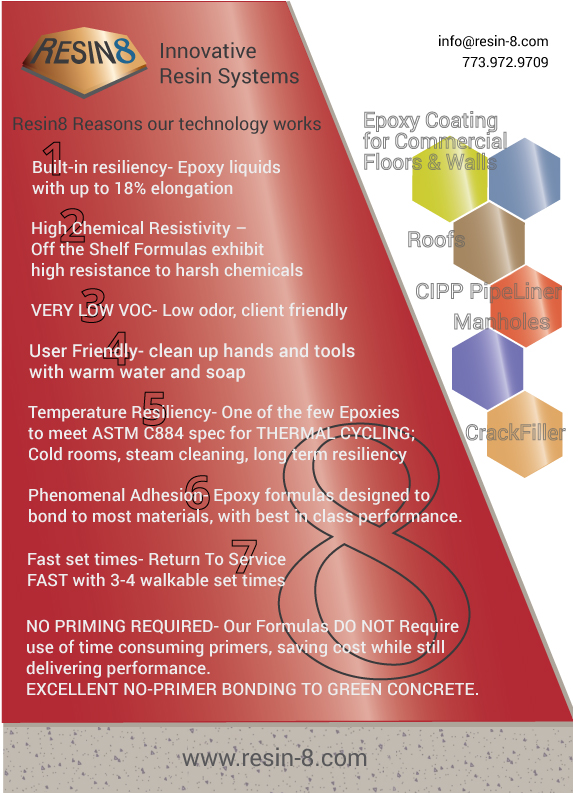 RESIN8
Innovative
Resin Systems
info@resin-8.com
773.972.9709
Resin8 Reasons our technology works
1
Built-in resiliency- Epoxy liquids
with up to 18% elongation
2
High Chemical Resistivity –
Off the Shelf Formulas exhibit
high resistance to harsh chemicals
3
VERY LOW VOC- Low odor, client friendly
4
User Friendly- clean up hands and tools
with warm water and soap
5
Temperature Resiliency- One of the few Epoxies
to meet ASTM C884 spec for THERMAL CYCLING;
Cold rooms, steam cleaning, long term resiliency
6
Phenomenal Adhesion- Epoxy formulas designed to
bond to most materials, with best in class performance.
7
Fast set times- Return To Service
FAST with 3-4 walkable set times
8
NO PRIMING REQUIRED- Our Formulas DO NOT Require
use of time consuming primers, saving cost while still
delivering performance.
EXCELLENT NO-PRIMER BONDING TO GREEN CONCRETE.
Epoxy Coating
for Commercial
Floors & Walls
Roofs
CIPP PipeLiner
Manholes
CrackFiller
www.resin-8.com